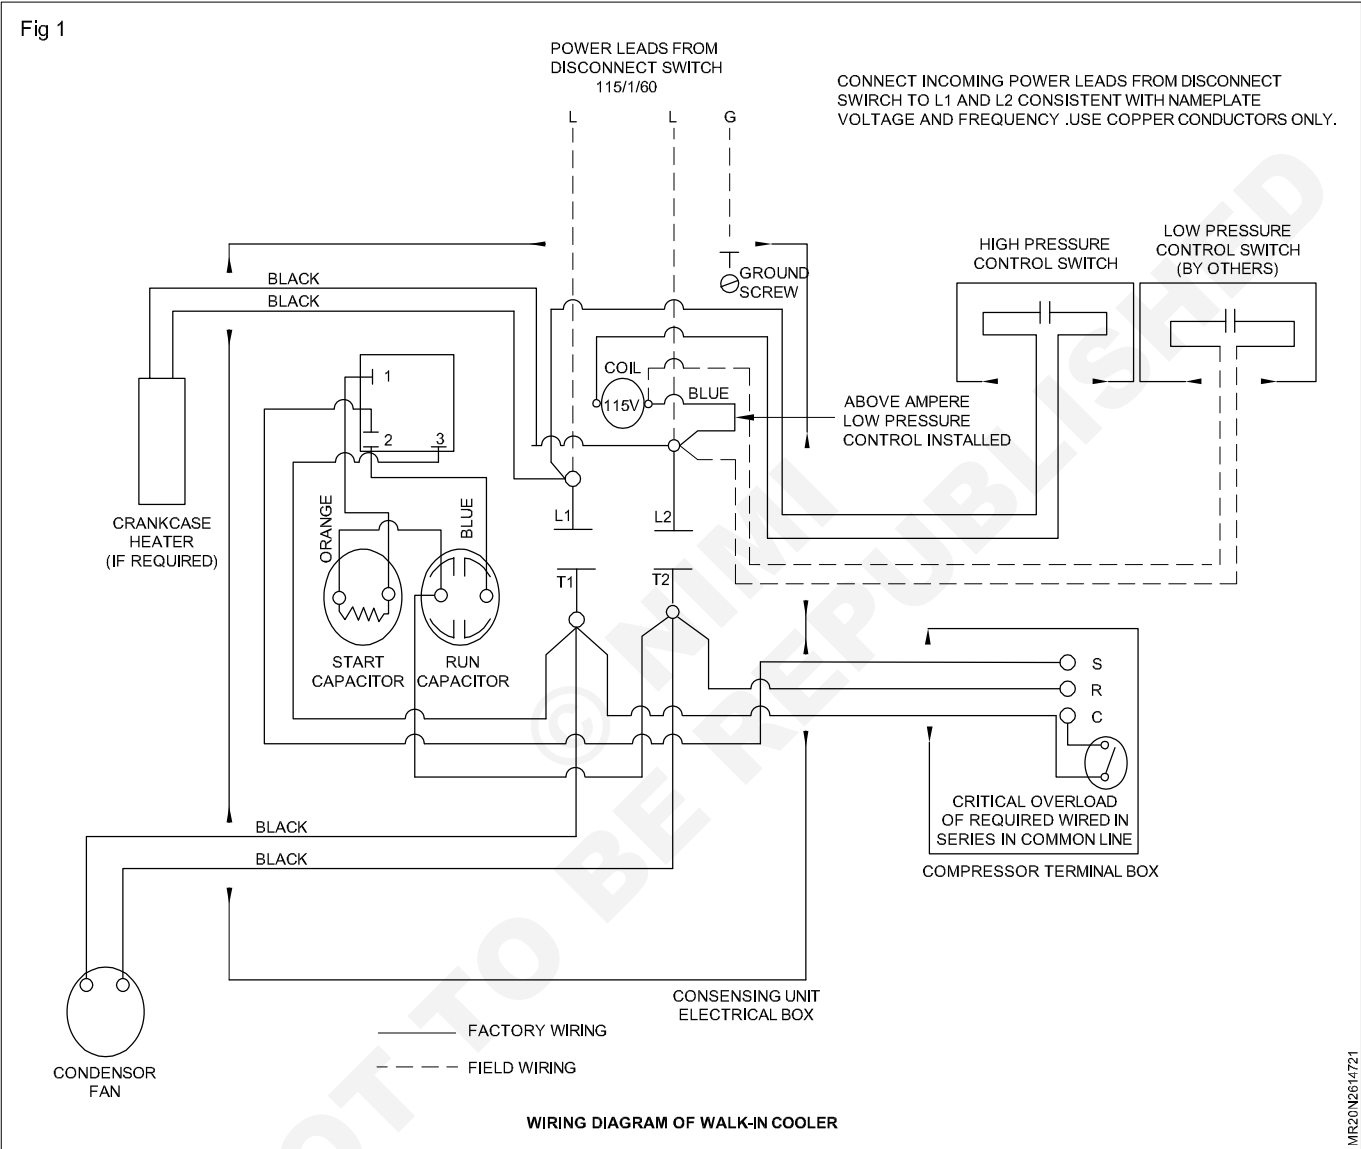 Fig 1
POWER LEADS FROM
DISCONNECT SWITCH
115/1/60
CONNECT INCOMING POWER LEADS FROM DISCONNECT
SWIRCH TO L1 AND L2 CONSISTENT WITH NAMEPLATE
VOLTAGE AND FREQUENCY .USE COPPER CONDUCTORS ONLY.
L
L
G
HIGH PRESSURE
CONTROL SWITCH
LOW PRESSURE
CONTROL SWITCH
(BY OTHERS)
GROUND
SCREW
BLACK
BLACK
COIL
115V
BLUE
ABOVE AMPERE
LOW PRESSURE
CONTROL INSTALLED
1
2
3
ORANGE
BLUE
CRANKCASE
HEATER
(IF REQUIRED)
L1
L2
T1
T2
START
CAPACITOR
RUN
CAPACITOR
S
R
C
CRITICAL OVERLOAD
OF REQUIRED WIRED IN
SERIES IN COMMON LINE
COMPRESSOR TERMINAL BOX
BLACK
BLACK
CONSENSING UNIT
ELECTRICAL BOX
FACTORY WIRING
FIELD WIRING
CONDENSOR
FAN
WIRING DIAGRAM OF WALK-IN COOLER
MR20N2614721
© NIMI
NOT TO BE REPUBLISHED